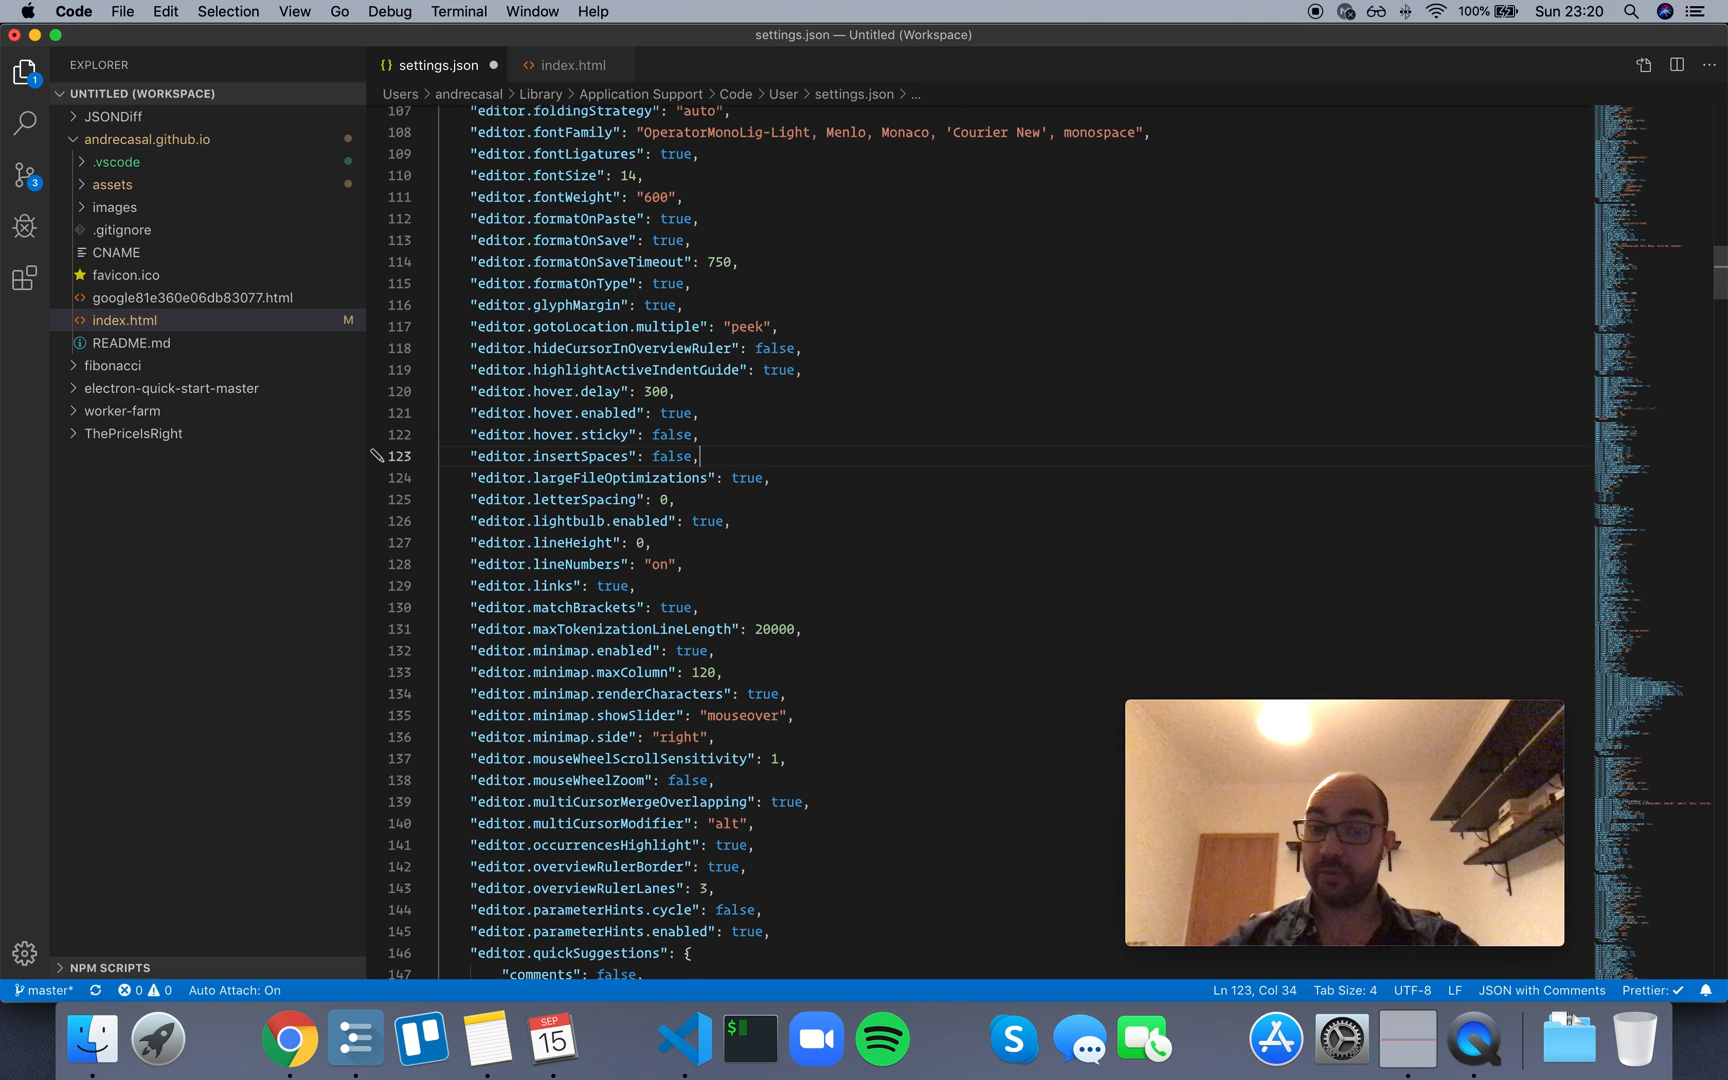 Code File Edit Selection View Go Debug Terminal Window Help 100% Sun 23:20
settings.json — Untitled (Workspace)
EXPLORER
UNTITLED (WORKSPACE)
JSONDiff
andrecasal.github.io
.vscode
assets
images
.gitignore
CNAME
favicon.ico
google81e360e06db83077.html
index.html M
README.md
fibonacci
electron-quick-start-master
worker-farm
ThePriceIsRight
NPM SCRIPTS
1
3
{} settings.json
<> index.html
Users > andrecasal > Library > Application Support > Code > User > settings.json > ...
107 "editor.foldingStrategy": "auto",
108 "editor.fontFamily": "OperatorMonoLig-Light, Menlo, Monaco, 'Courier New', monospace",
109 "editor.fontLigatures": true,
110 "editor.fontSize": 14,
111 "editor.fontWeight": "600",
112 "editor.formatOnPaste": true,
113 "editor.formatOnSave": true,
114 "editor.formatOnSaveTimeout": 750,
115 "editor.formatOnType": true,
116 "editor.glyphMargin": true,
117 "editor.gotoLocation.multiple": "peek",
118 "editor.hideCursorInOverviewRuler": false,
119 "editor.highlightActiveIndentGuide": true,
120 "editor.hover.delay": 300,
121 "editor.hover.enabled": true,
122 "editor.hover.sticky": false,
123 "editor.insertSpaces": false,
124 "editor.largeFileOptimizations": true,
125 "editor.letterSpacing": 0,
126 "editor.lightbulb.enabled": true,
127 "editor.lineHeight": 0,
128 "editor.lineNumbers": "on",
129 "editor.links": true,
130 "editor.matchBrackets": true,
131 "editor.maxTokenizationLineLength": 20000,
132 "editor.minimap.enabled": true,
133 "editor.minimap.maxColumn": 120,
134 "editor.minimap.renderCharacters": true,
135 "editor.minimap.showSlider": "mouseover",
136 "editor.minimap.side": "right",
137 "editor.mouseWheelScrollSensitivity": 1,
138 "editor.mouseWheelZoom": false,
139 "editor.multiCursorMergeOverlapping": true,
140 "editor.multiCursorModifier": "alt",
141 "editor.occurrencesHighlight": true,
142 "editor.overviewRulerBorder": true,
143 "editor.overviewRulerLanes": 3,
144 "editor.parameterHints.cycle": false,
145 "editor.parameterHints.enabled": true,
146 "editor.quickSuggestions": {
147 "comments": false,
master* 0 0 Auto Attach: On Ln 123, Col 34 Tab Size: 4 UTF-8 LF JSON with Comments Prettier: ✓
$
SEP
15